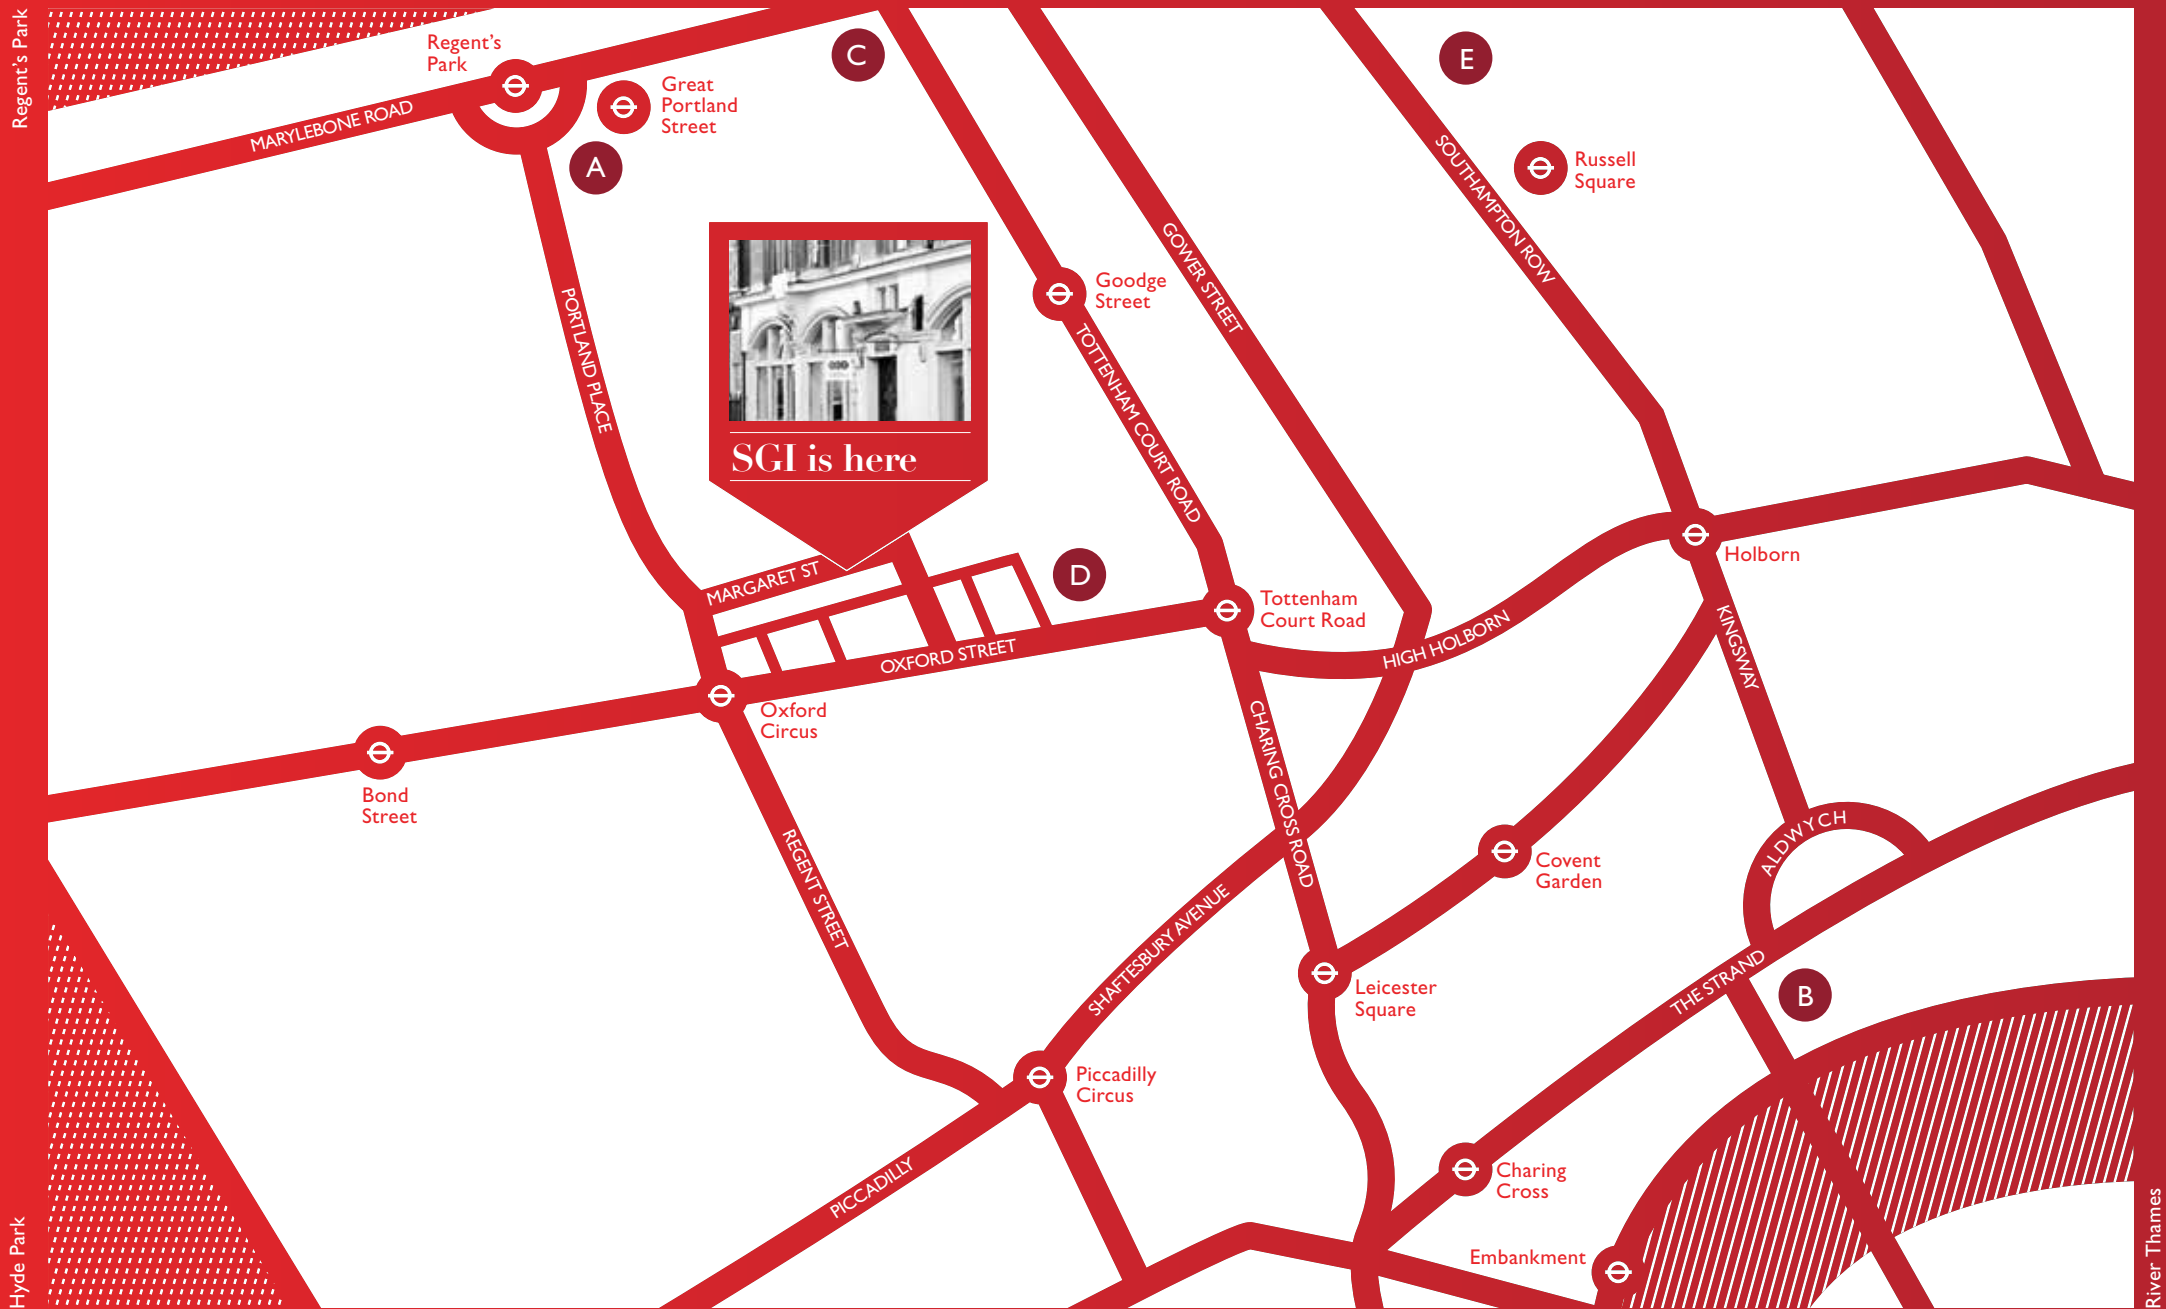 Regent's Park
Regent's
Park
C
E
Great
Portland
Street
MARYLEBONE ROAD
A
Russell
Square
SOUTHAMPTON ROW
GOWER STREET
Goodge
Street
PORTLAND PLACE
TOTTENHAM COURT ROAD
SGI is here
MARGARET ST
D
Holborn
Tottenham
Court Road
HIGH HOLBORN
OXFORD STREET
KINGSWAY
Oxford
Circus
CHARING CROSS ROAD
Bond
Street
REGENT STREET
ALDWYCH
Covent
Garden
SHAFTESBURY AVENUE
THE STRAND
B
Leicester
Square
Piccadilly
Circus
PICCADILLY
Charing
Cross
Embankment
Hyde Park
River Thames